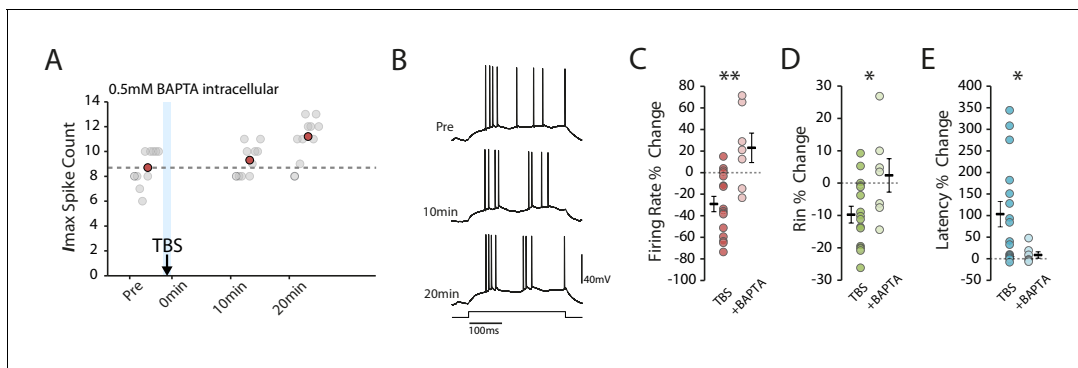 A
0.5mM BAPTA intracellular
14
12
10
8
6
4
2
0
Imax Spike Count
TBS
Pre
0min
10min
20min
B
Pre
10min
20min
40mV
100ms
C
**
80
60
40
20
0
-20
-40
-60
-80
-100
Firing Rate % Change
TBS
+BAPTA
D
*
30
20
10
0
-10
-20
-30
Rin % Change
TBS
+BAPTA
E
*
400
350
300
250
200
150
100
50
0
-50
Latency % Change
TBS
+BAPTA